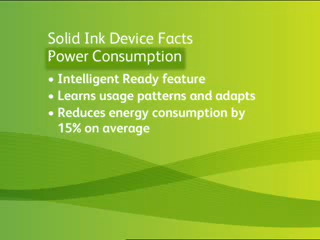 Solid Ink Device Facts
Power Consumption
• Intelligent Ready feature
• Learns usage patterns and adapts
• Reduces energy consumption by
15% on average